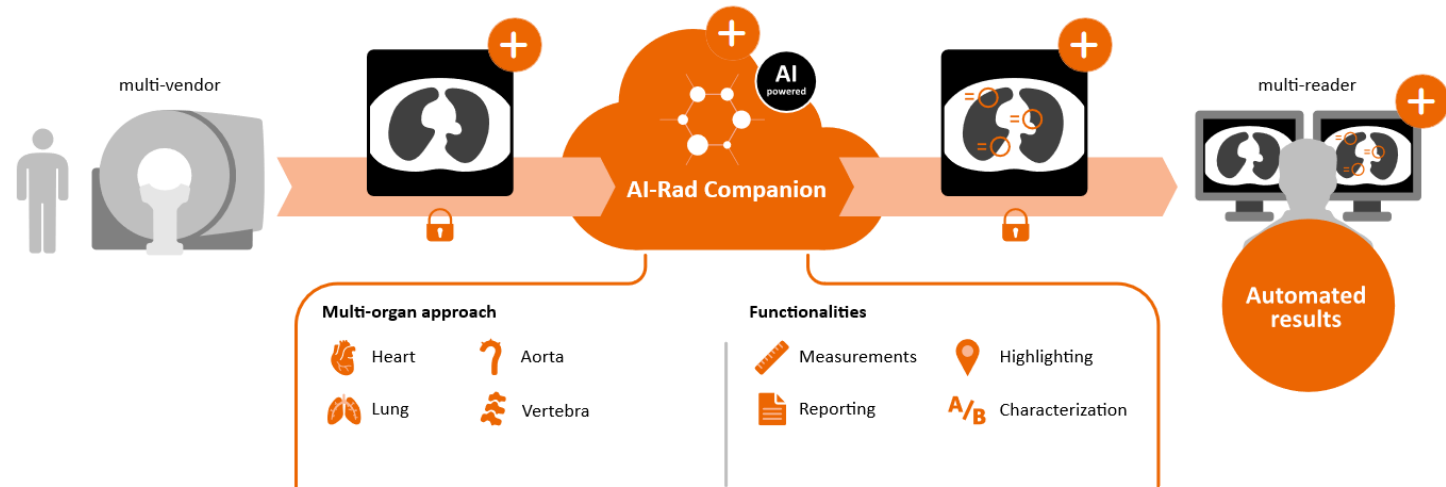 multi-vendor
AI
powered
AI-Rad Companion
multi-reader
Automated
results
Multi-organ approach
Heart
Aorta
Lung
Vertebra
Functionalities
Measurements
Highlighting
Reporting
A/B
Characterization